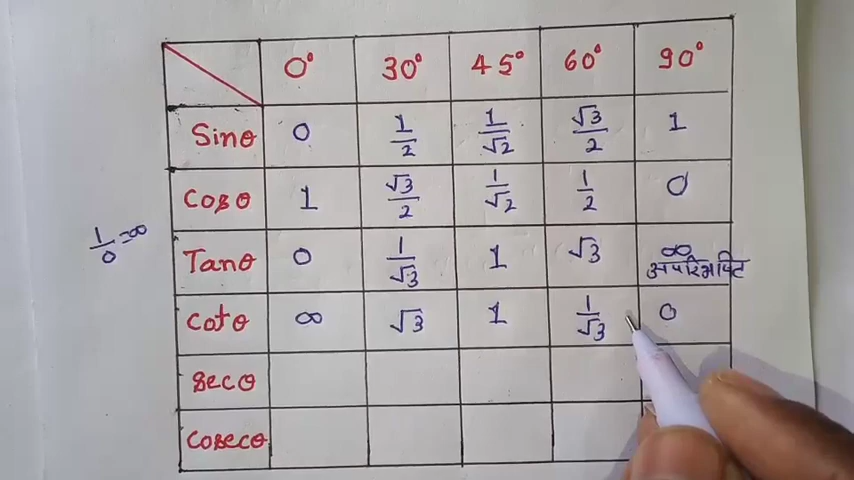 0° 30° 45° 60° 90°
Sinθ 0 1/2 1/√2 √3/2 1
Cosθ 1 √3/2 1/√2 1/2 0
1/0=∞
Tanθ 0 1/√3 1 √3 ∞
अपरिभाषित
Cotθ ∞ √3 1 1/√3 0
Secθ
Cosecθ